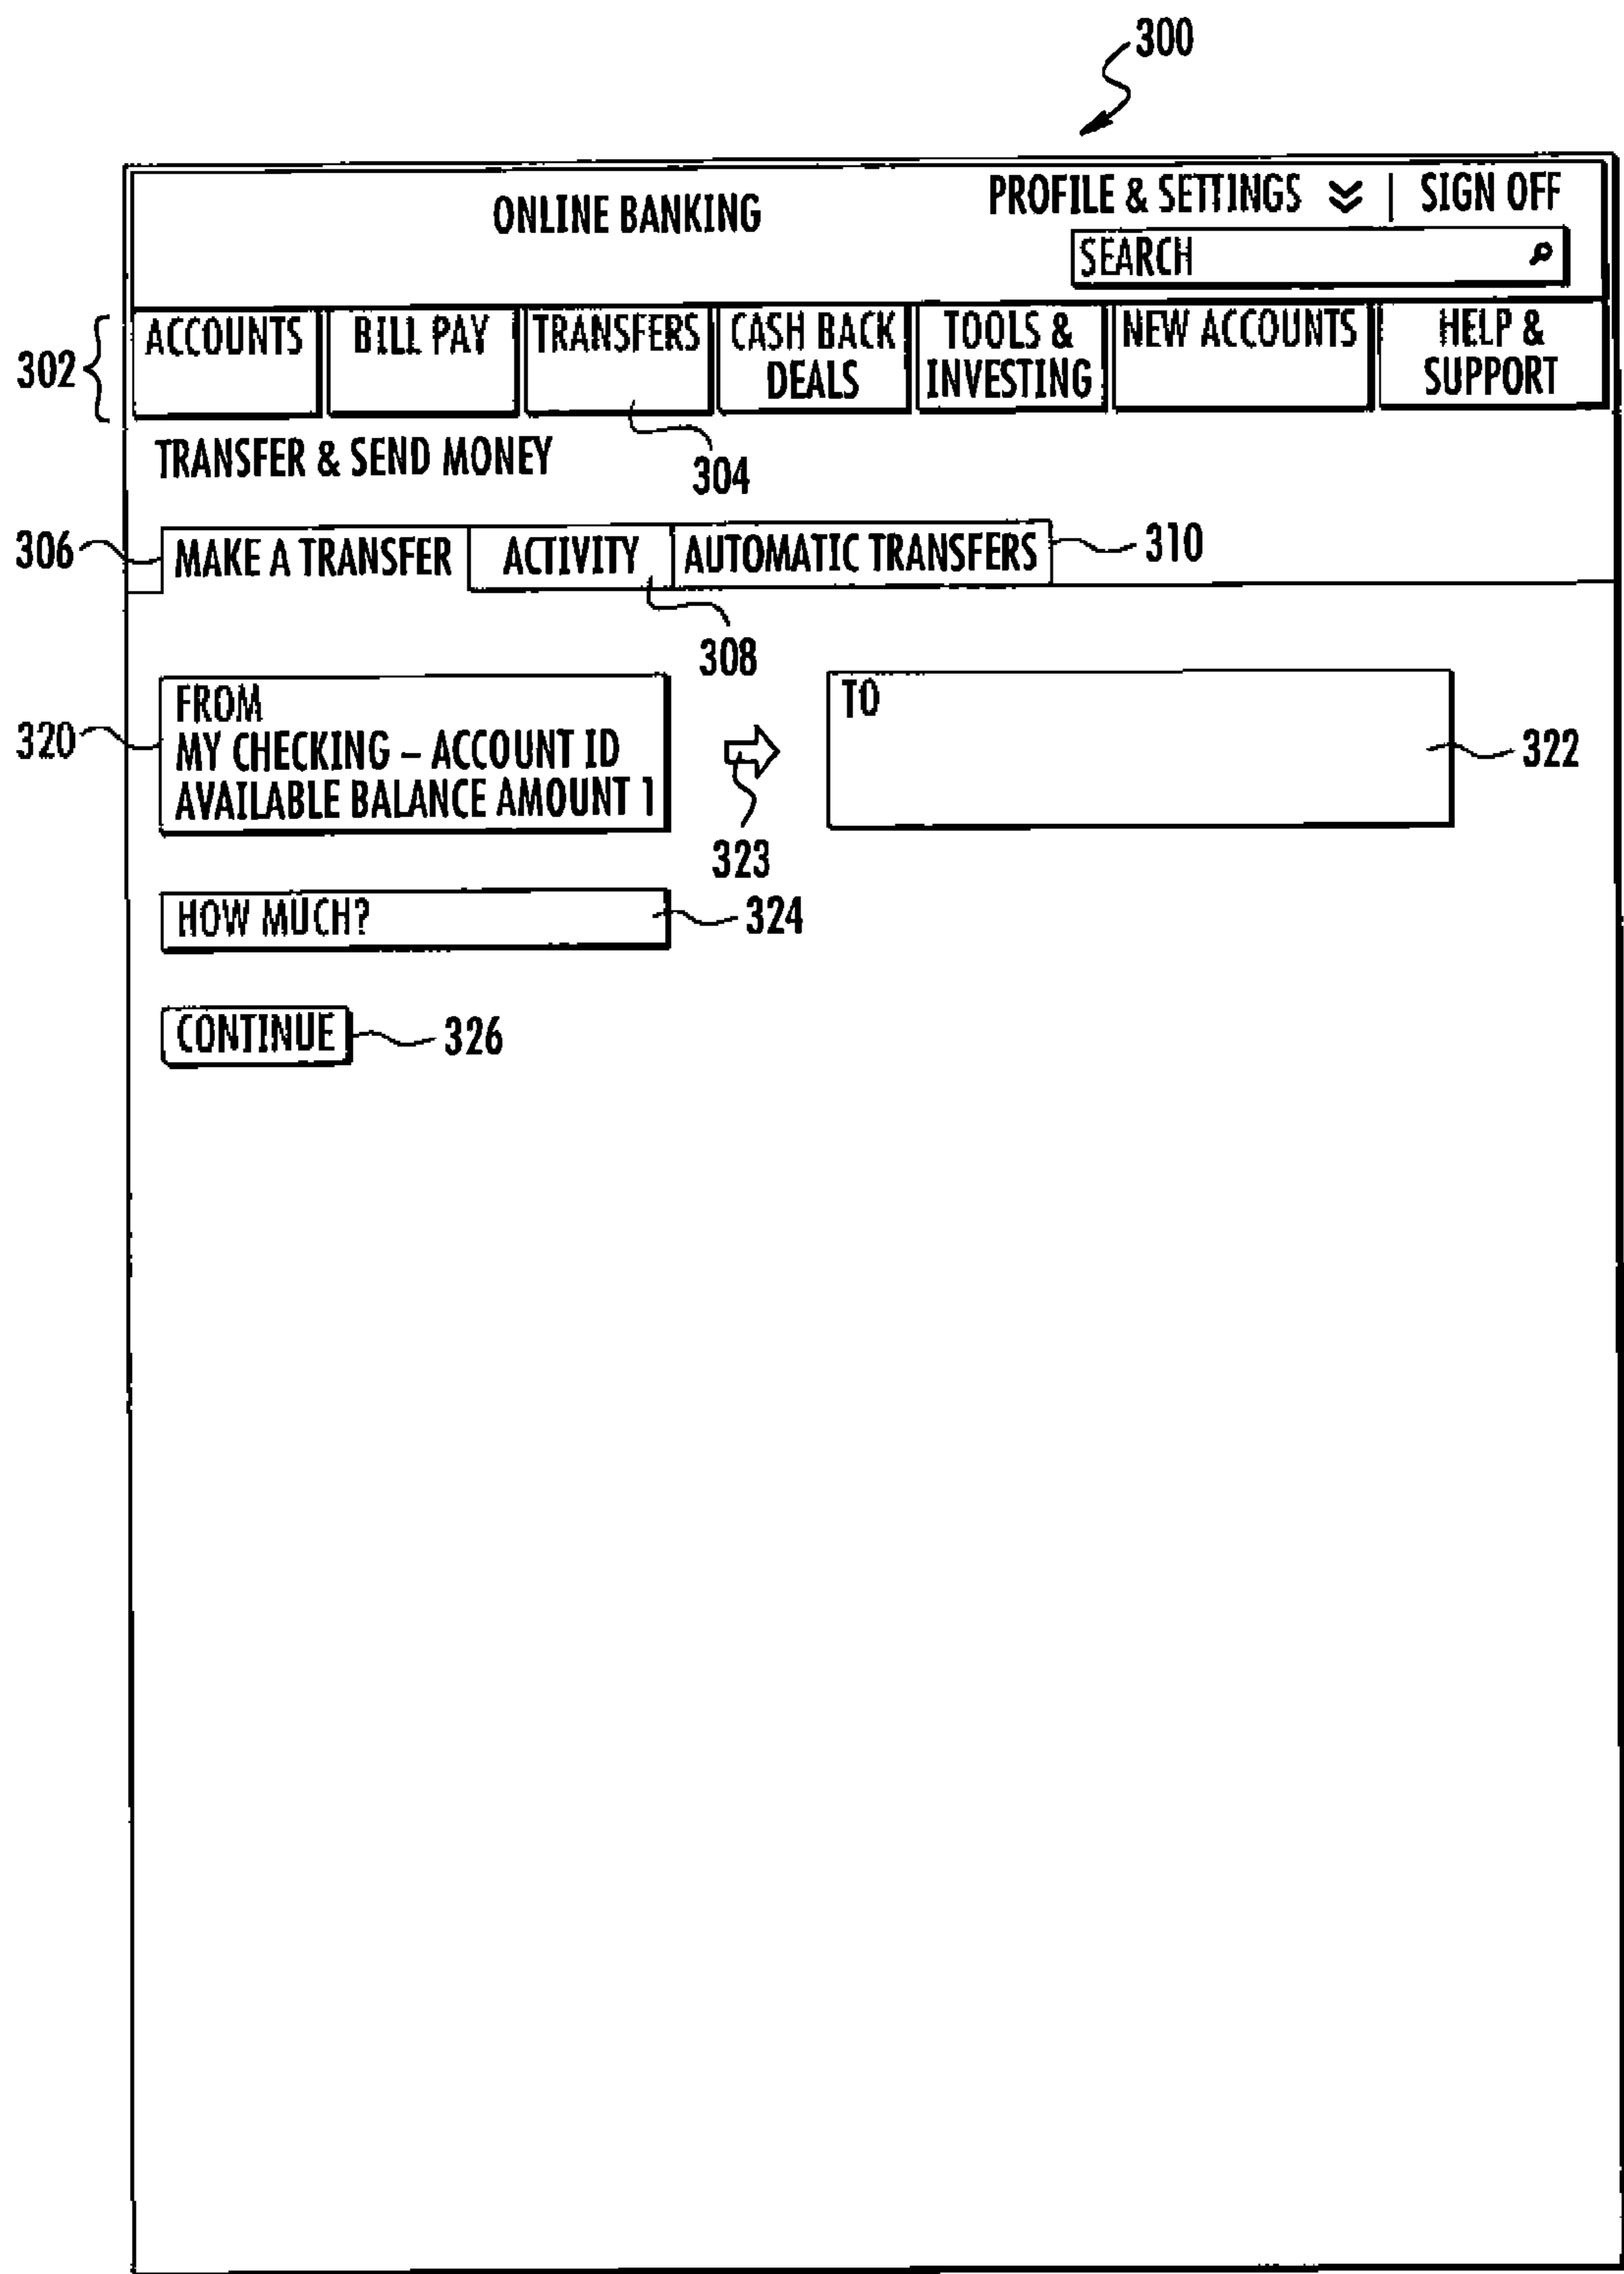 300
ONLINE BANKING
PROFILE & SETTINGS | SIGN OFF
SEARCH
302
ACCOUNTS
BILL PAY
TRANSFERS
CASH BACK
DEALS
TOOLS &
INVESTING
NEW ACCOUNTS
HELP &
SUPPORT
304
TRANSFER & SEND MONEY
306
MAKE A TRANSFER
ACTIVITY
AUTOMATIC TRANSFERS
310
308
320
FROM
MY CHECKING – ACCOUNT ID
AVAILABLE BALANCE AMOUNT 1
323
TO
322
HOW MUCH?
324
CONTINUE
326